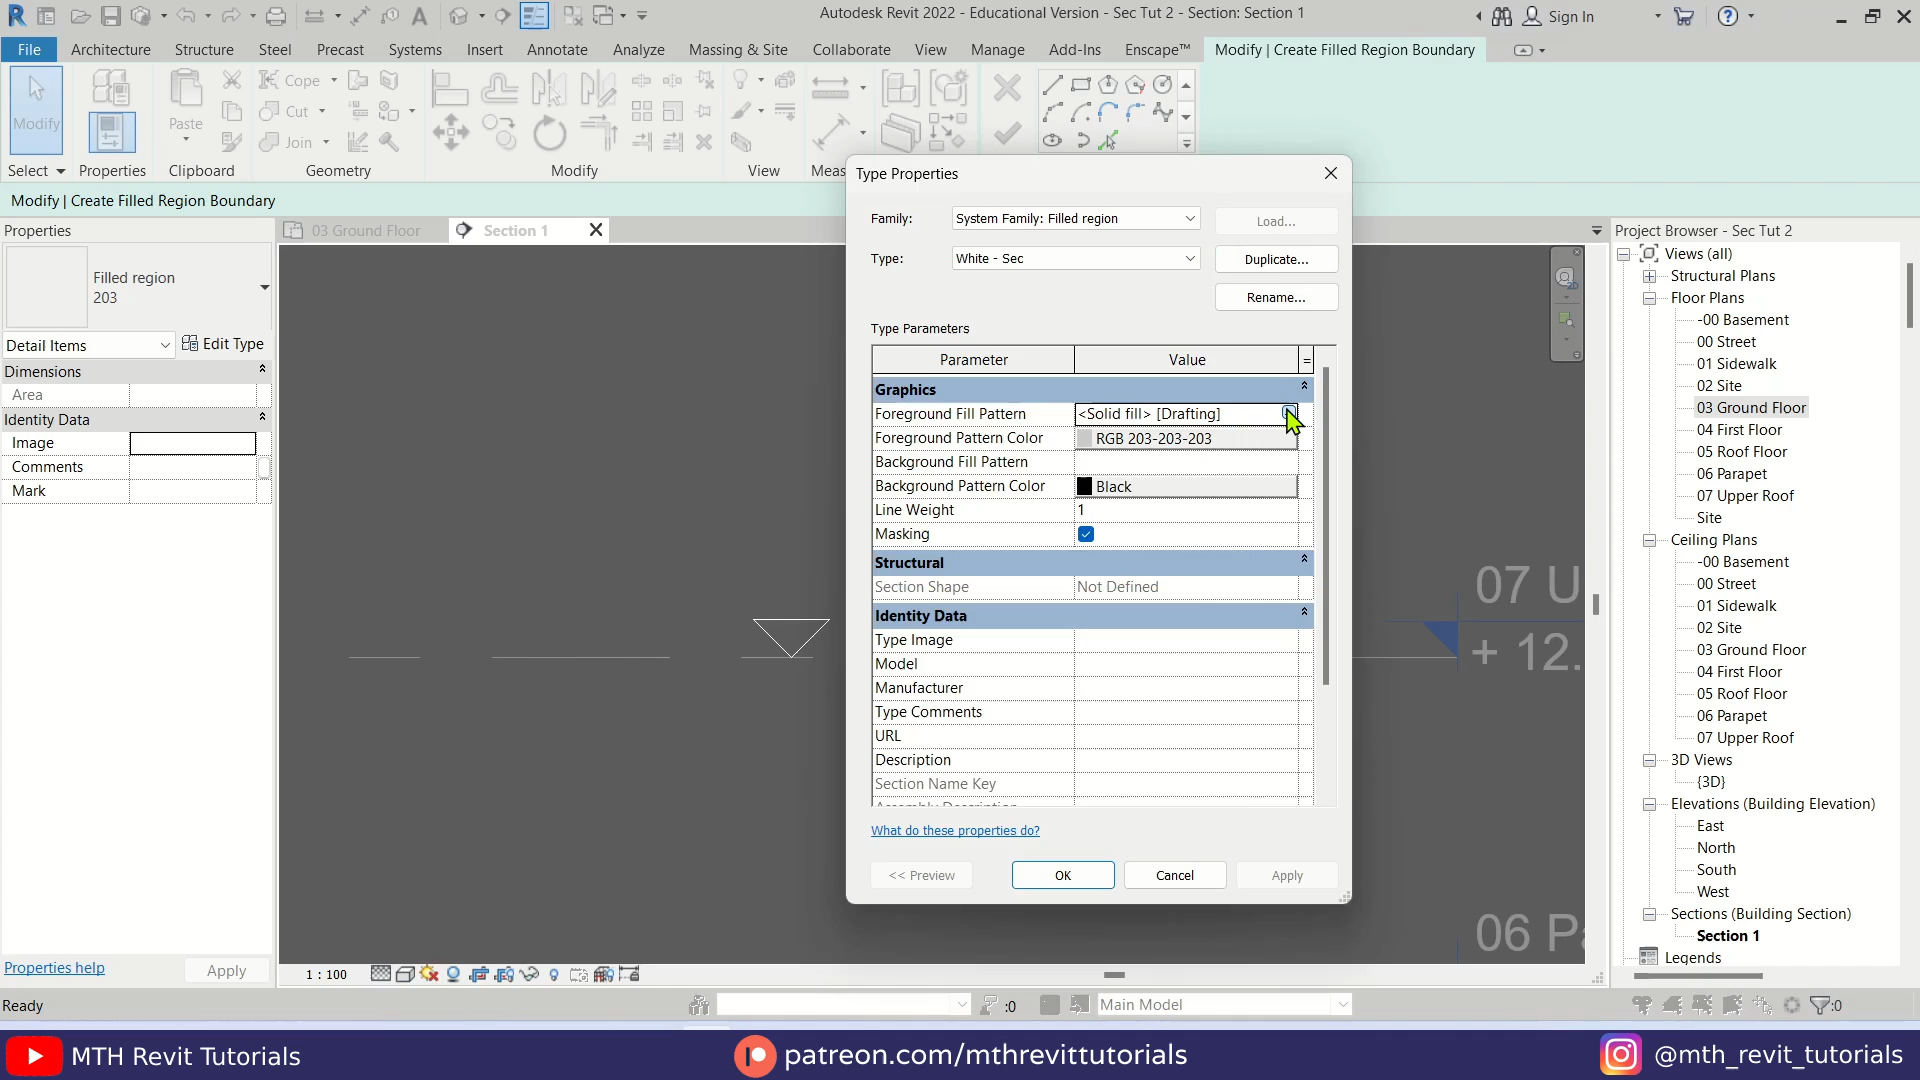 Autodesk Revit 2022 - Educational Version - Sec Tut 2 - Section: Section 1
Sign In
File
Architecture
Structure
Steel
Precast
Systems
Insert
Annotate
Analyze
Massing & Site
Collaborate
View
Manage
Add-Ins
Enscape™
Modify | Create Filled Region Boundary
Modify
Paste
Cope
Cut
Join
Select
Properties
Clipboard
Geometry
Modify
View
Modify | Create Filled Region Boundary
Properties
Filled region
203
Detail Items
Edit Type
Dimensions
Area
Identity Data
Image
Comments
Mark
Properties help
Apply
03 Ground Floor
Section 1
07 U
+ 12.
1 : 100
Type Properties
Family:
System Family: Filled region
Load...
Type:
White - Sec
Duplicate...
Rename...
Type Parameters
Parameter
Value
=
Graphics
Foreground Fill Pattern
<Solid fill> [Drafting]
Foreground Pattern Color
RGB 203-203-203
Background Fill Pattern
Background Pattern Color
Black
Line Weight
1
Masking
Structural
Section Shape
Not Defined
Identity Data
Type Image
Model
Manufacturer
Type Comments
URL
Description
Section Name Key
What do these properties do?
<< Preview
OK
Cancel
Apply
Project Browser - Sec Tut 2
Views (all)
Structural Plans
Floor Plans
-00 Basement
00 Street
01 Sidewalk
02 Site
03 Ground Floor
04 First Floor
05 Roof Floor
06 Parapet
07 Upper Roof
Site
Ceiling Plans
-00 Basement
00 Street
01 Sidewalk
02 Site
03 Ground Floor
04 First Floor
05 Roof Floor
06 Parapet
07 Upper Roof
3D Views
{3D}
Elevations (Building Elevation)
East
North
South
West
Sections (Building Section)
Section 1
Legends
Ready
:0
Main Model
:0
MTH Revit Tutorials
patreon.com/mthrevittutorials
@mth_revit_tutorials